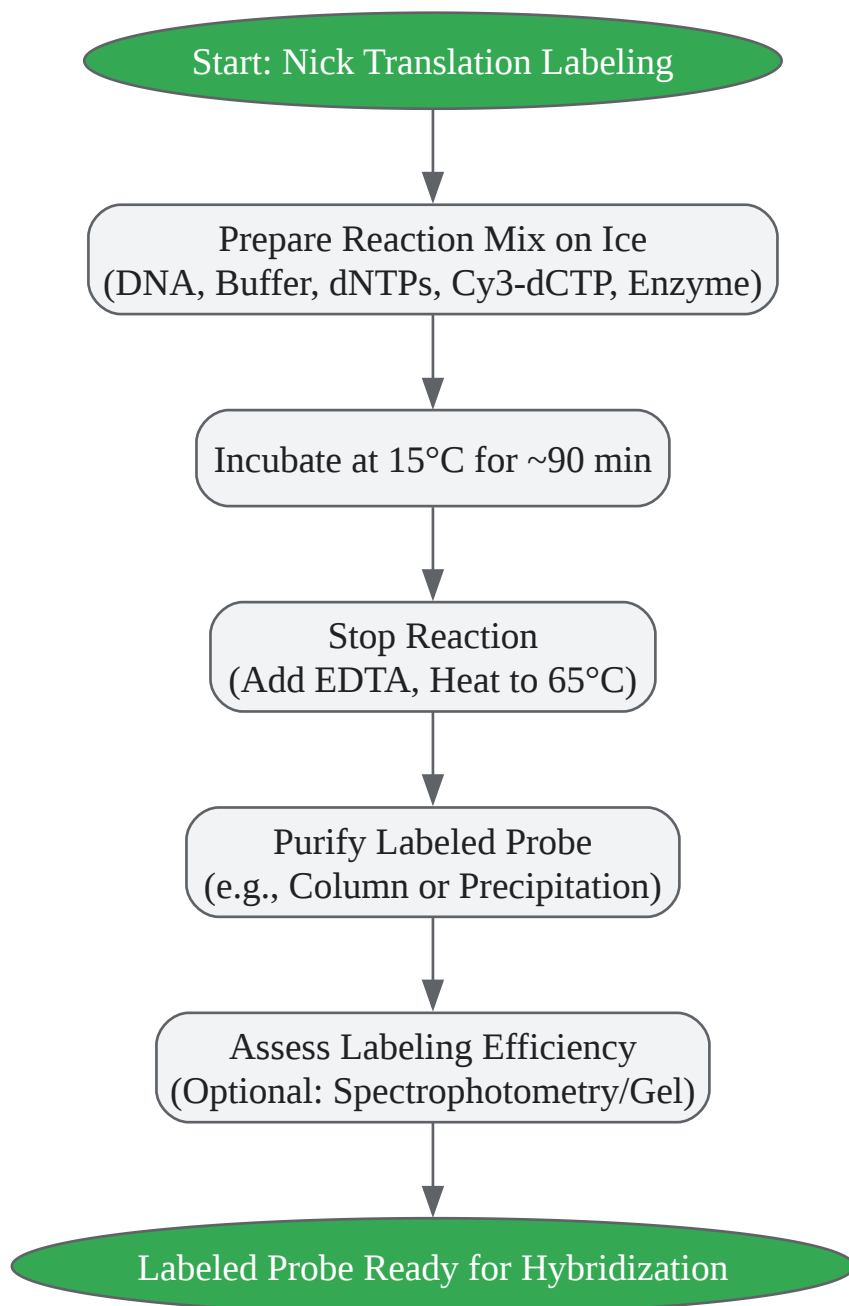 Start: Nick Translation Labeling
Prepare Reaction Mix on Ice
(DNA, Buffer, dNTPs, Cy3-dCTP, Enzyme)
Incubate at 15°C for ~90 min
Stop Reaction
(Add EDTA, Heat to 65°C)
Purify Labeled Probe
(e.g., Column or Precipitation)
Assess Labeling Efficiency
(Optional: Spectrophotometry/Gel)
Labeled Probe Ready for Hybridization